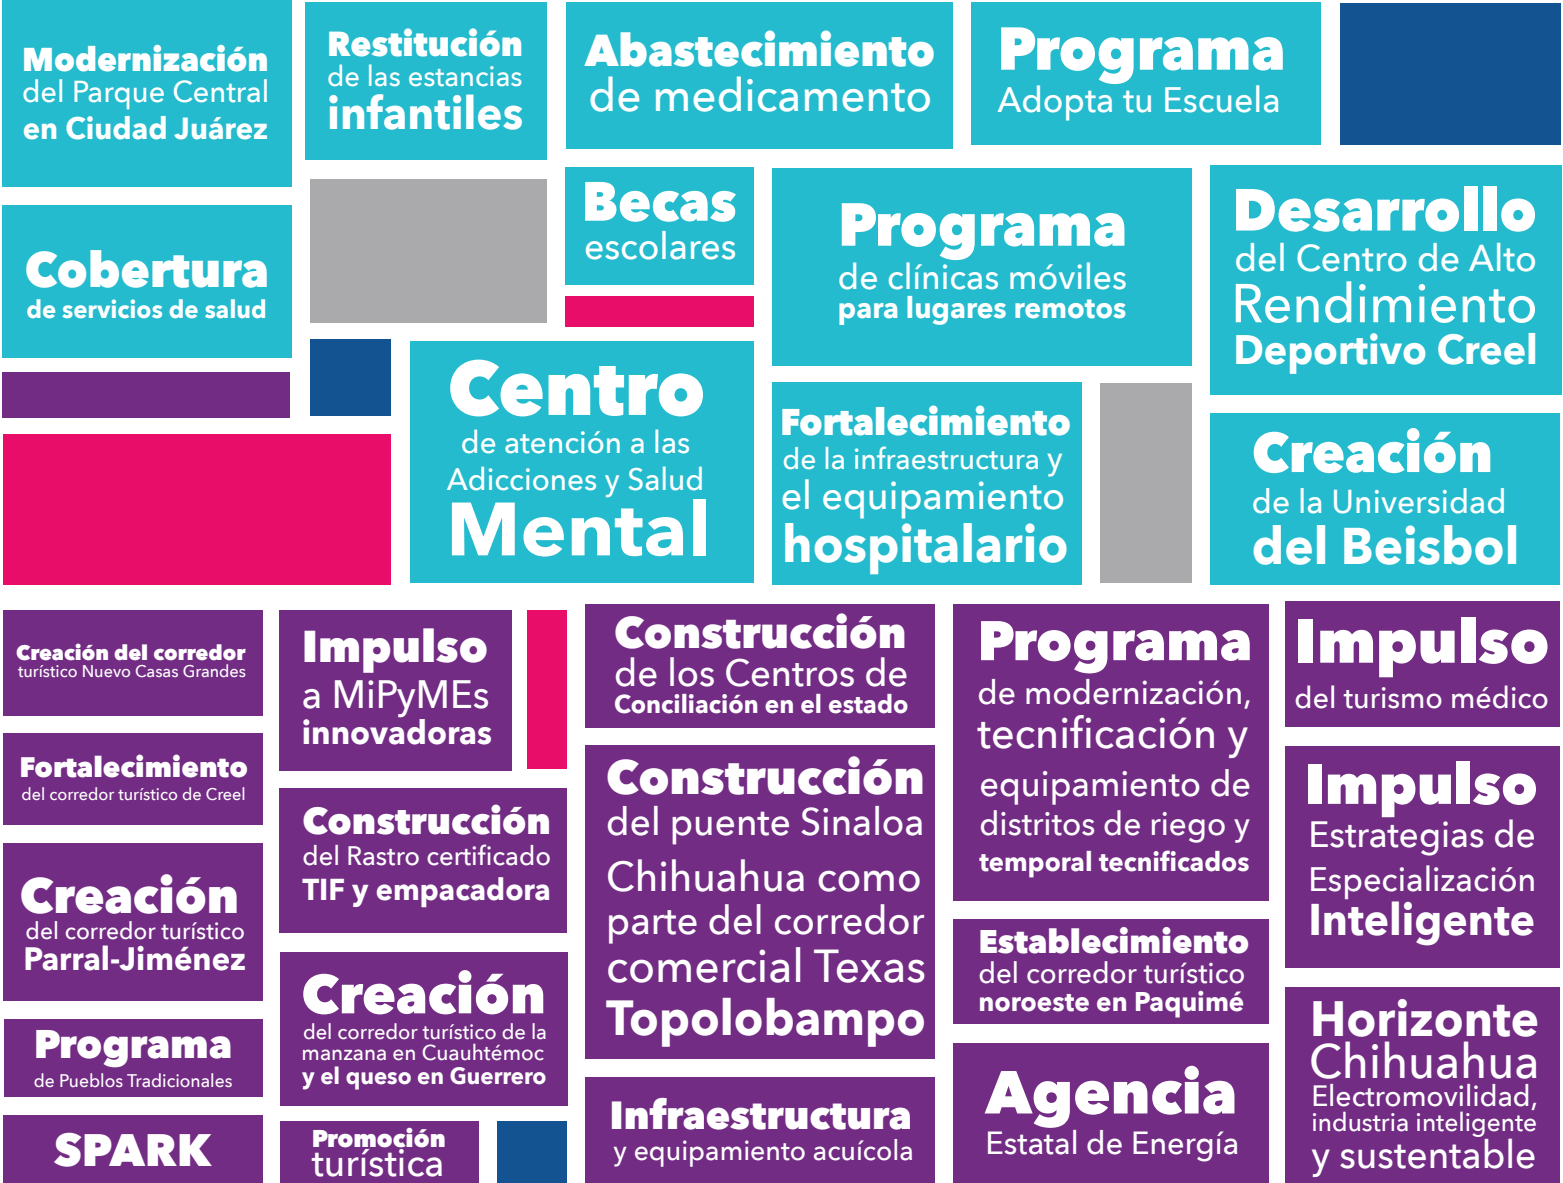 Modernización
del Parque Central
en Ciudad Juárez
Restitución
de las estancias
infantiles
Abastecimiento
de medicamento
Programa
Adopta tu Escuela
Cobertura
de servicios de salud
Becas
escolares
Programa
de clínicas móviles
para lugares remotos
Desarrollo
del Centro de Alto
Rendimiento
Deportivo Creel
Centro
de atención a las
Adicciones y Salud
Mental
Fortalecimiento
de la infraestructura y
el equipamiento
hospitalario
Creación
de la Universidad
del Beisbol
Creación del corredor
turístico Nuevo Casas Grandes
Fortalecimiento
del corredor turístico de Creel
Creación
del corredor turístico
Parral-Jiménez
Programa
de Pueblos Tradicionales
SPARK
Impulso
a MiPyMEs
innovadoras
Construcción
del Rastro certificado
TIF y empacadora
Creación
del corredor turístico de la
manzana en Cuauhtémoc
y el queso en Guerrero
Promoción
turística
Construcción
de los Centros de
Conciliación en el estado
Construcción
del puente Sinaloa
Chihuahua como
parte del corredor
comercial Texas
Topolobampo
Infraestructura
y equipamiento acuícola
Programa
de modernización,
tecnificación y
equipamiento de
distritos de riego y
temporal tecnificados
Establecimiento
del corredor turístico
noroeste en Paquimé
Agencia
Estatal de Energía
Impulso
del turismo médico
Impulso
Estrategias de
Especialización
Inteligente
Horizonte
Chihuahua
Electromovilidad,
industria inteligente
y sustentable